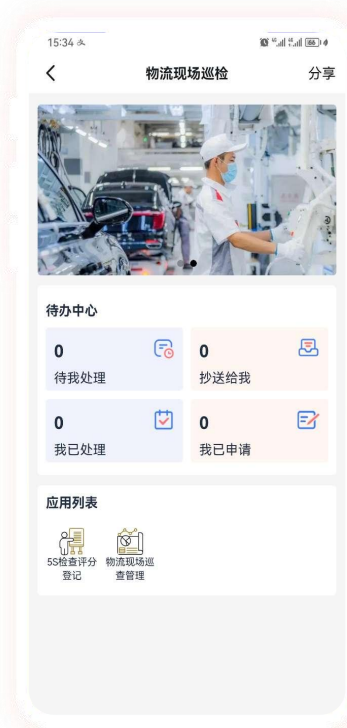 15:34
物流现场巡检
分享
待办中心
0
待我处理
0
抄送给我
0
我已处理
0
我已申请
应用列表
5S检查评分
登记
物流现场巡
查管理